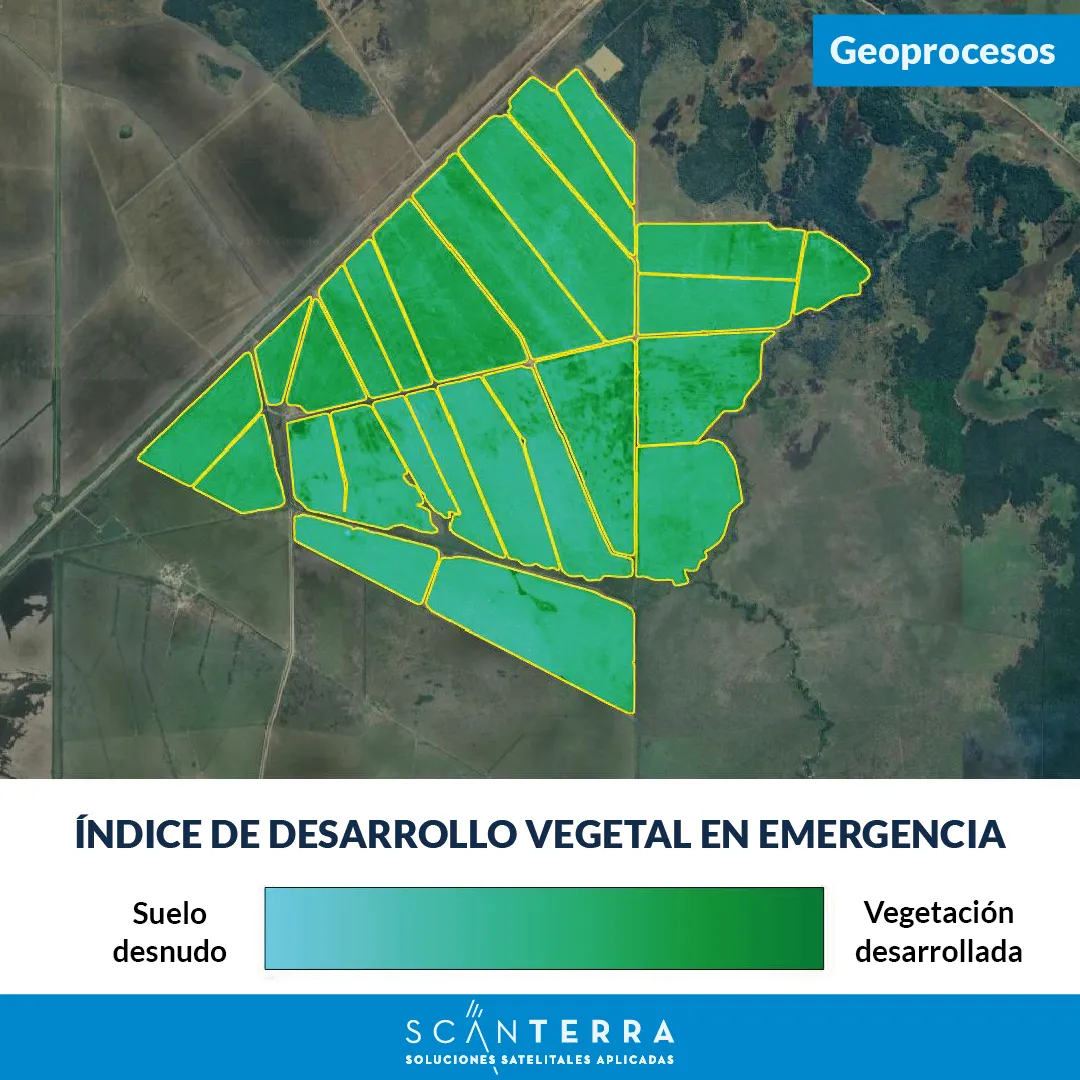 Geoprocesos
ÍNDICE DE DESARROLLO VEGETAL EN EMERGENCIA
Suelo
desnudo
Vegetación
desarrollada
SCANTERRA
SOLUCIONES SATELITALES APLICADAS